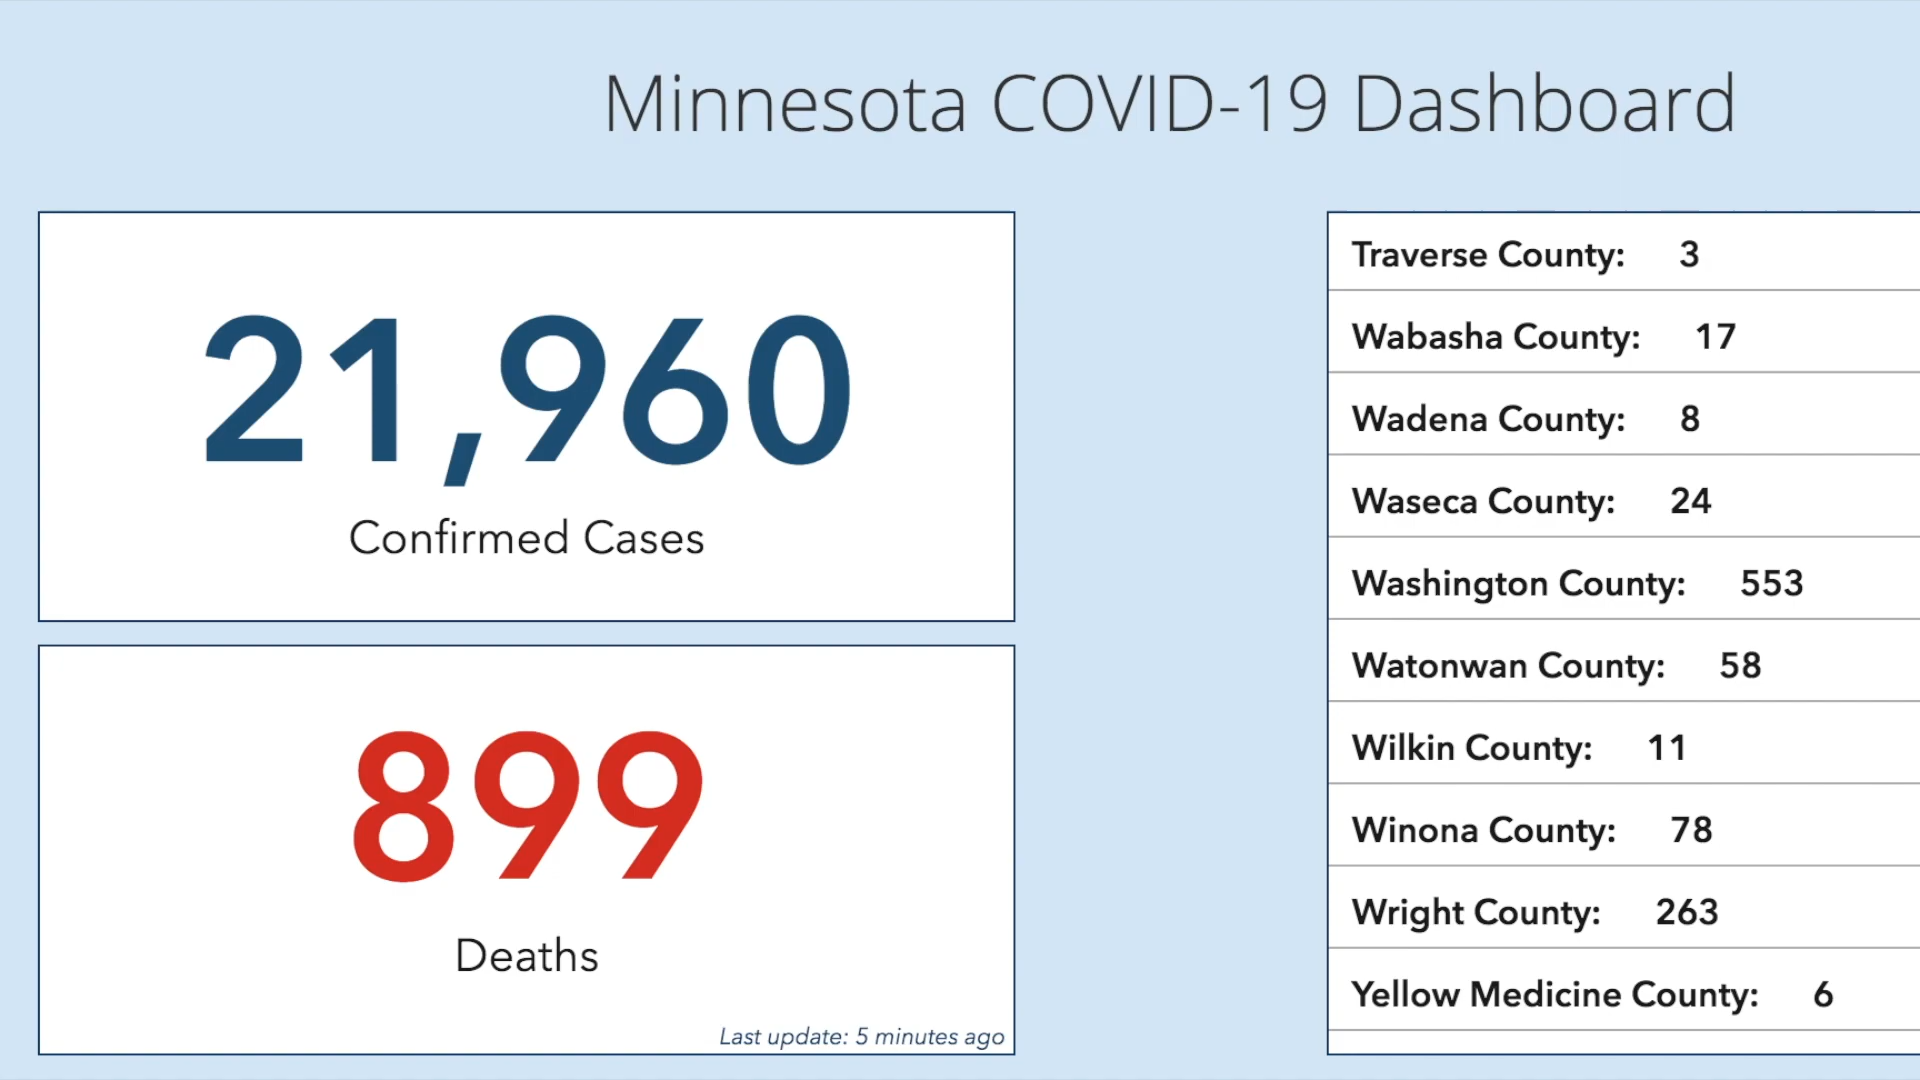 Minnesota COVID-19 Dashboard
21,960
Confirmed Cases
899
Deaths
Last update: 5 minutes ago
Traverse County: 3
Wabasha County: 17
Wadena County: 8
Waseca County: 24
Washington County: 553
Watonwan County: 58
Wilkin County: 11
Winona County: 78
Wright County: 263
Yellow Medicine County: 6